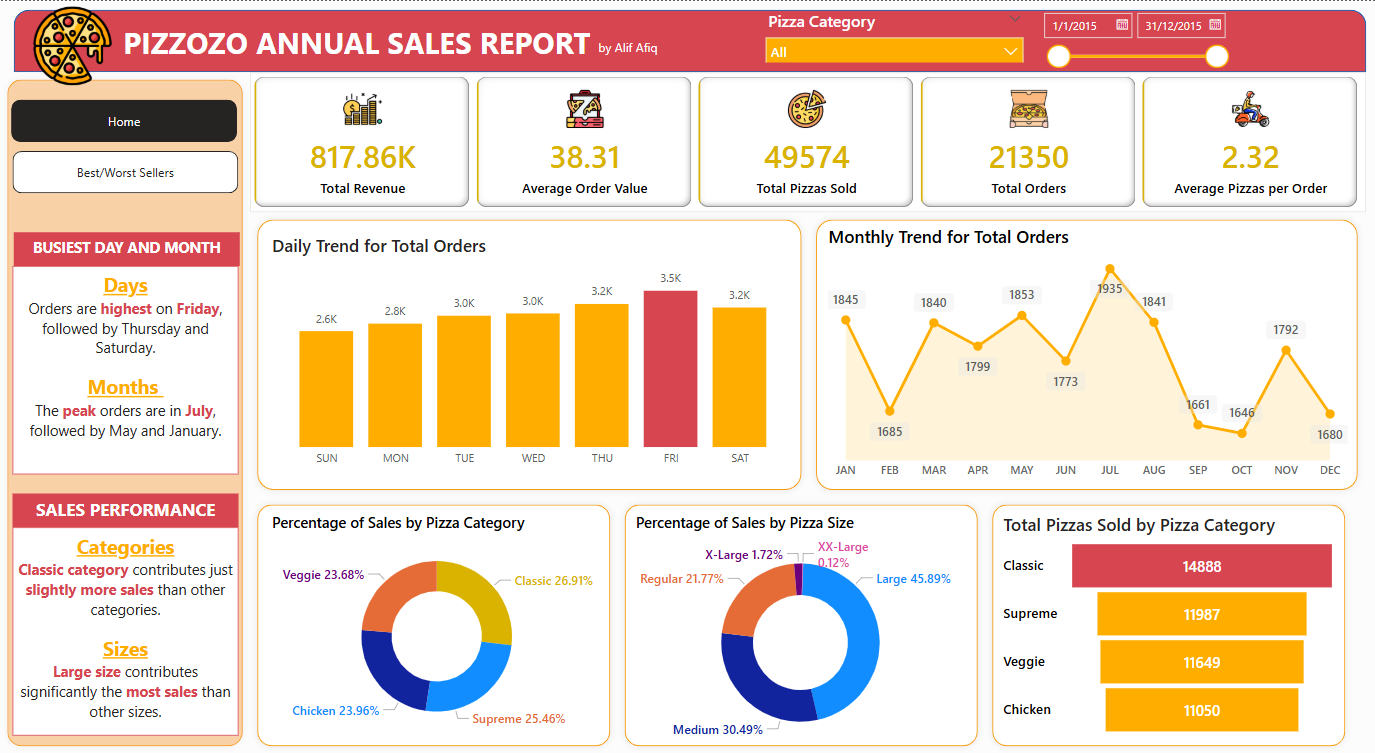 PIZZOZO ANNUAL SALES REPORT by Alif Afiq
Pizza Category
All
1/1/2015
31/12/2015
Home
Best/Worst Sellers
817.86K
Total Revenue
38.31
Average Order Value
49574
Total Pizzas Sold
21350
Total Orders
2.32
Average Pizzas per Order
BUSIEST DAY AND MONTH
Days
Orders are highest on Friday,
followed by Thursday and
Saturday.
Months
The peak orders are in July,
followed by May and January.
SALES PERFORMANCE
Categories
Classic category contributes just
slightly more sales than other
categories.
Sizes
Large size contributes
significantly the most sales than
other sizes.
Daily Trend for Total Orders
2.6K
2.8K
3.0K
3.0K
3.2K
3.5K
3.2K
SUN MON TUE WED THU FRI SAT
Monthly Trend for Total Orders
1845
1685
1840
1799
1853
1773
1935
1841
1661
1646
1792
1680
JAN FEB MAR APR MAY JUN JUL AUG SEP OCT NOV DEC
Percentage of Sales by Pizza Category
Veggie 23.68%
Classic 26.91%
Chicken 23.96%
Supreme 25.46%
Percentage of Sales by Pizza Size
X-Large 1.72%
XX-Large
0.12%
Regular 21.77%
Large 45.89%
Medium 30.49%
Total Pizzas Sold by Pizza Category
Classic 14888
Supreme 11987
Veggie 11649
Chicken 11050